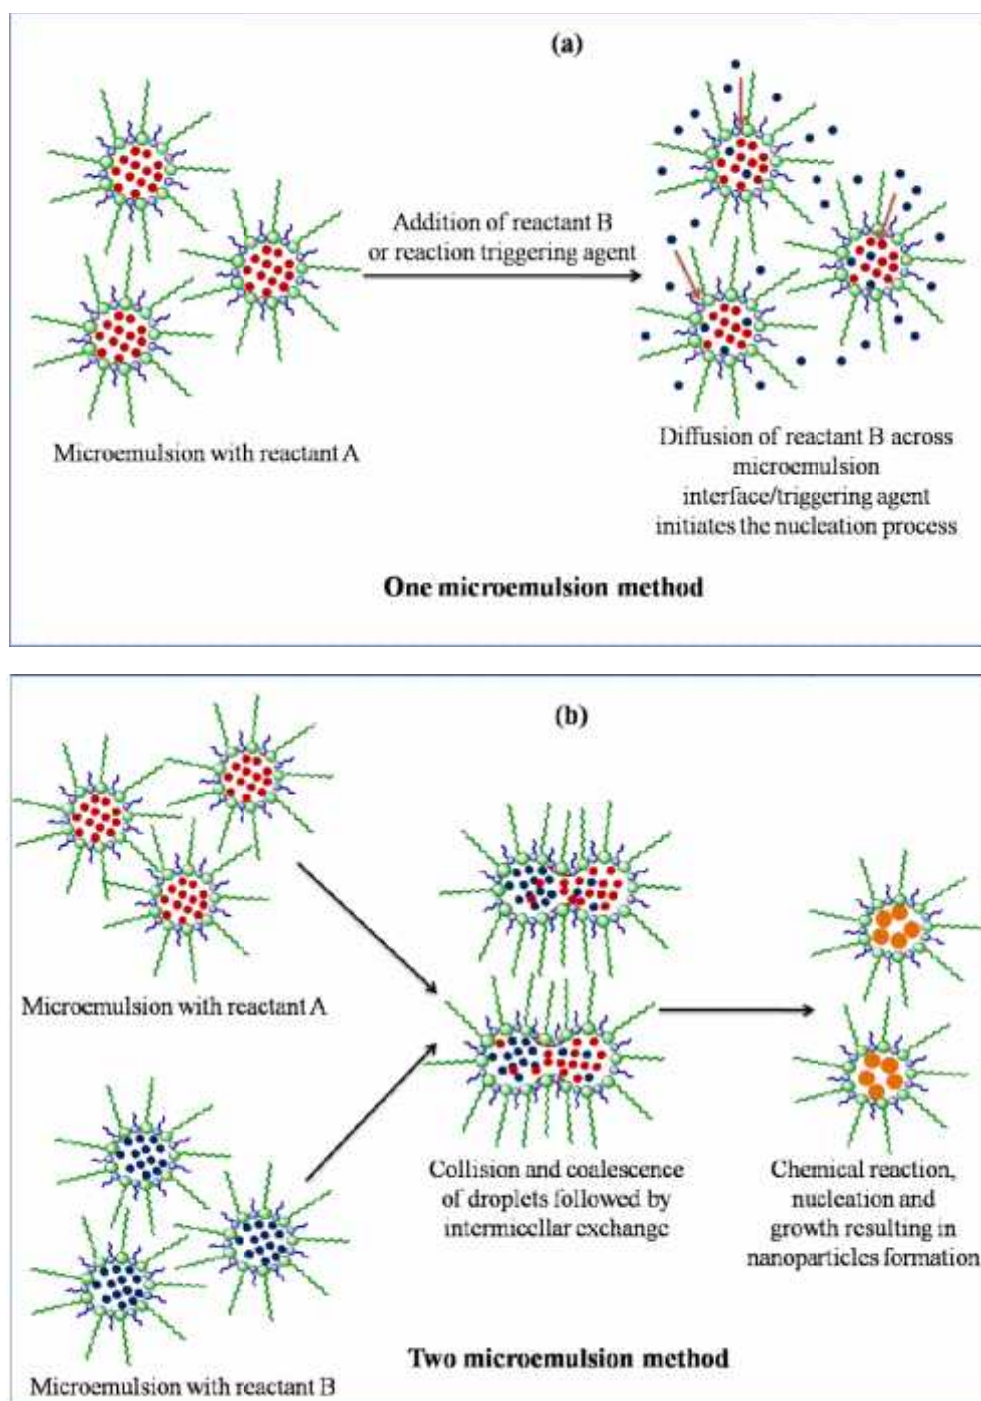 (a)
Addition of reactant B
or reaction triggering agent
Microemulsion with reactant A
Diffusion of reactant B across
microemulsion
interface/triggering agent
initiates the nucleation process
One microemulsion method
(b)
Microemulsion with reactant A
Collision and coalescence
of droplets followed by
intermicellar exchange
Chemical reaction,
nucleation and
growth resulting in
nanoparticles formation
Two microemulsion method
Microemulsion with reactant B